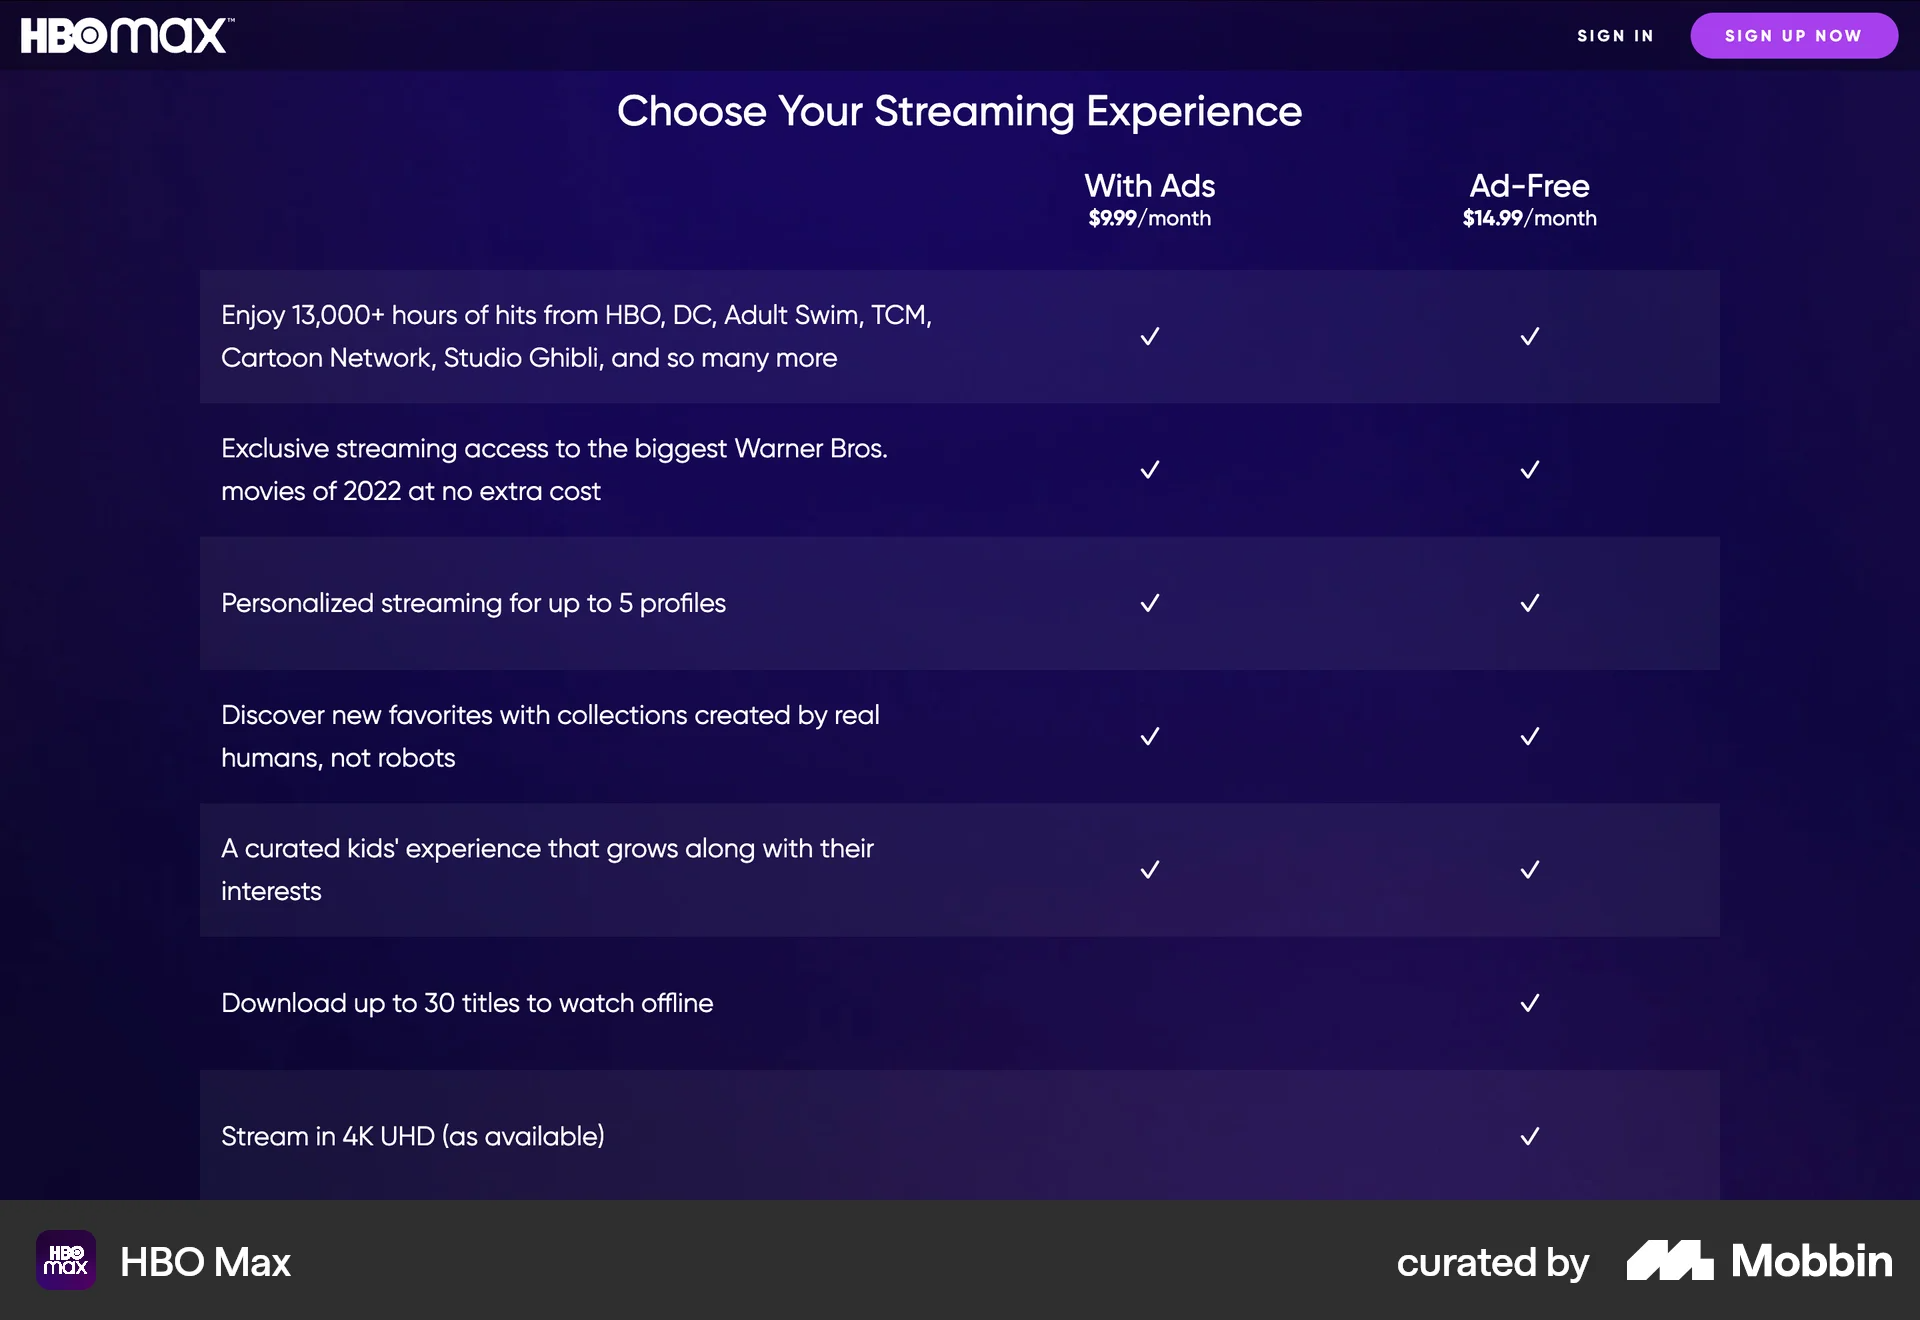 HBOmax™
SIGN IN
SIGN UP NOW
Choose Your Streaming Experience
With Ads
$9.99/month
Ad-Free
$14.99/month
Enjoy 13,000+ hours of hits from HBO, DC, Adult Swim, TCM,
Cartoon Network, Studio Ghibli, and so many more
Exclusive streaming access to the biggest Warner Bros.
movies of 2022 at no extra cost
Personalized streaming for up to 5 profiles
Discover new favorites with collections created by real
humans, not robots
A curated kids' experience that grows along with their
interests
Download up to 30 titles to watch offline
Stream in 4K UHD (as available)
HBO
max
HBO Max
curated by
Mobbin